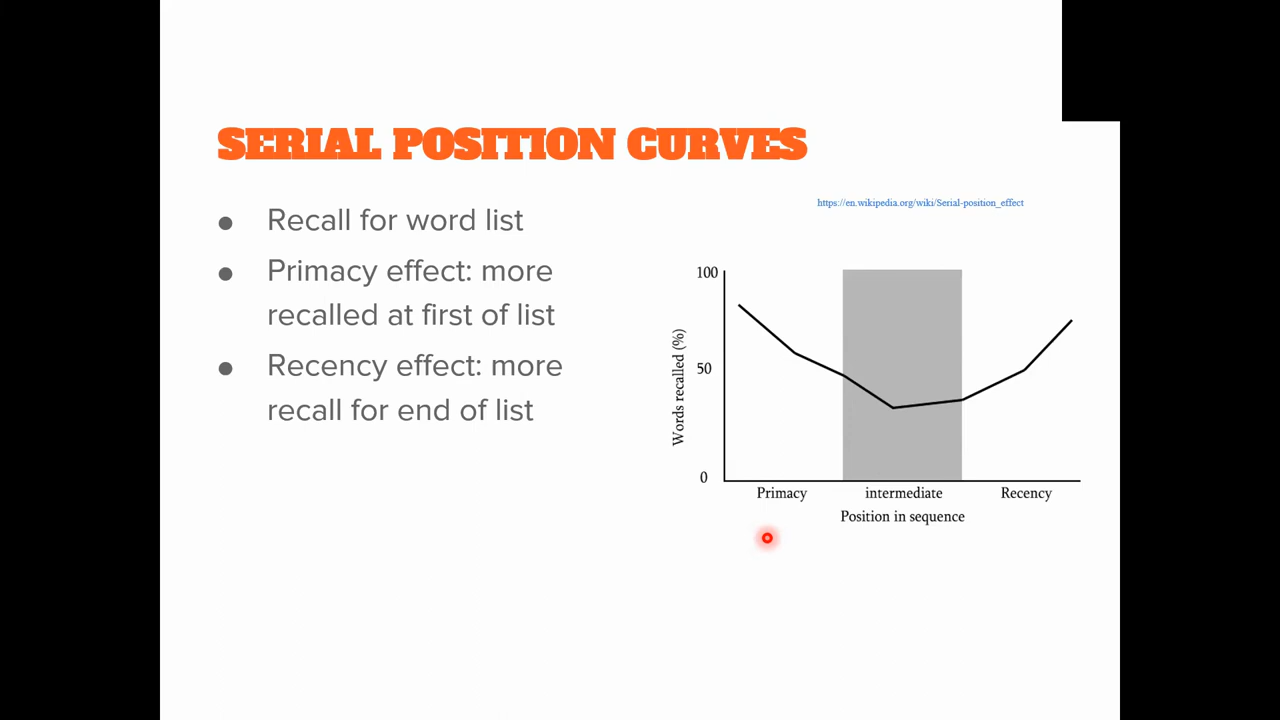 SERIAL POSITION CURVES
● Recall for word list
● Primacy effect: more
recalled at first of list
● Recency effect: more
recall for end of list
https://en.wikipedia.org/wiki/Serial-position_effect
100
50
0
Words recalled (%)
Primacy intermediate Recency
Position in sequence